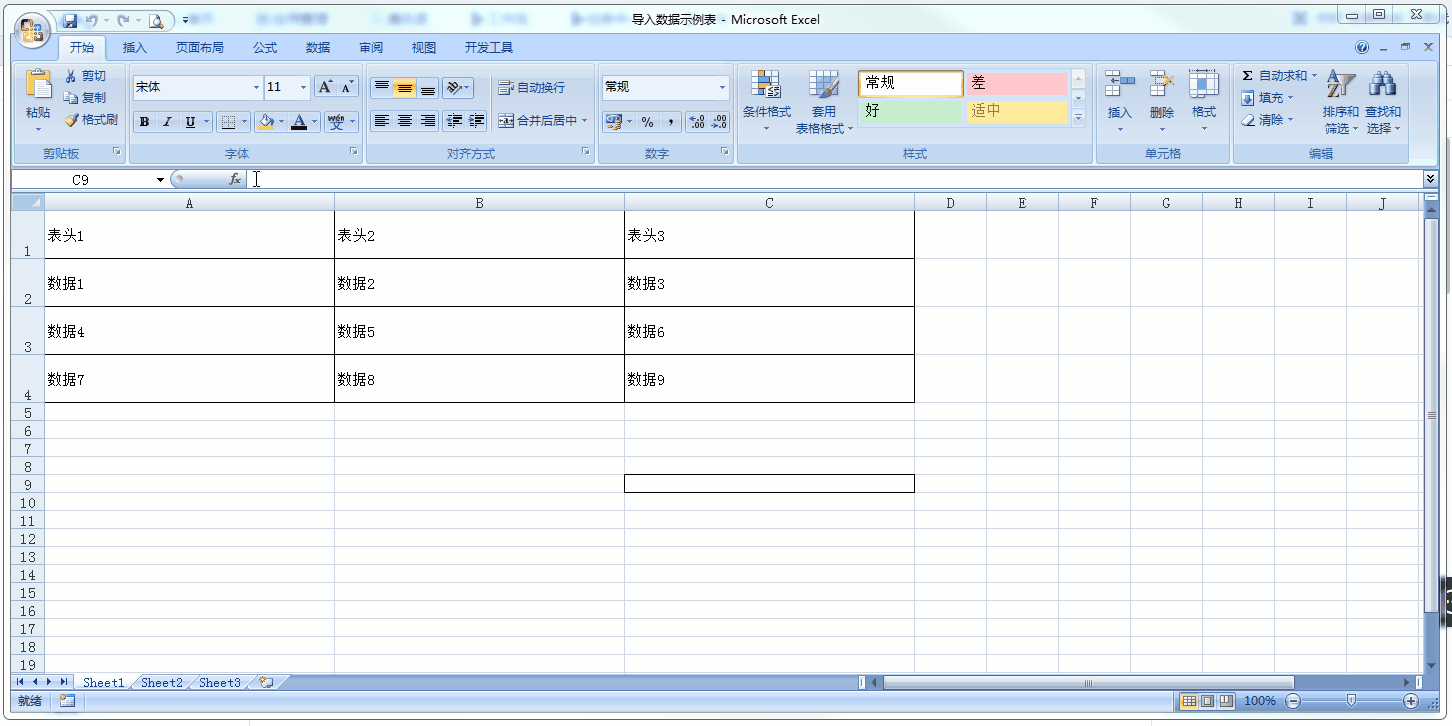 导入数据示例表 - Microsoft Excel
开始 插入 页面布局 公式 数据 审阅 视图 开发工具
粘贴 剪切 复制 格式刷 剪贴板
宋体 11 A A B I U A wén 文 字体
自动换行 合并后居中 对齐方式
常规 % , .0 .00 .00 .0 数字
条件格式 套用 表格格式 常规 差 好 适中 样式
插入 删除 格式 单元格
Σ 自动求和 填充 清除 排序和 筛选 查找和 选择 编辑
C9 fx
A B C D E F G H I J
1 表头1 表头2 表头3
2 数据1 数据2 数据3
3 数据4 数据5 数据6
4 数据7 数据8 数据9
5
6
7
8
9
10
11
12
13
14
15
16
17
18
19
Sheet1 Sheet2 Sheet3
就绪 100%